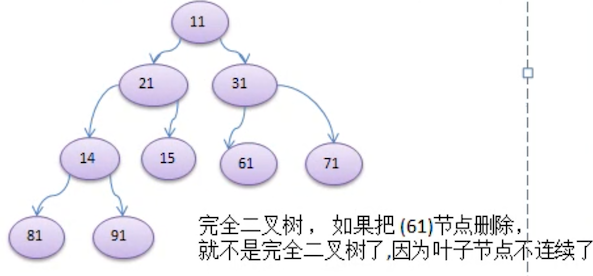 11
21 31
14 15 61 71
81 91
完全二叉树 ，如果把 (61)节点删除，
就不是完全二叉树了,因为叶子节点不连续了